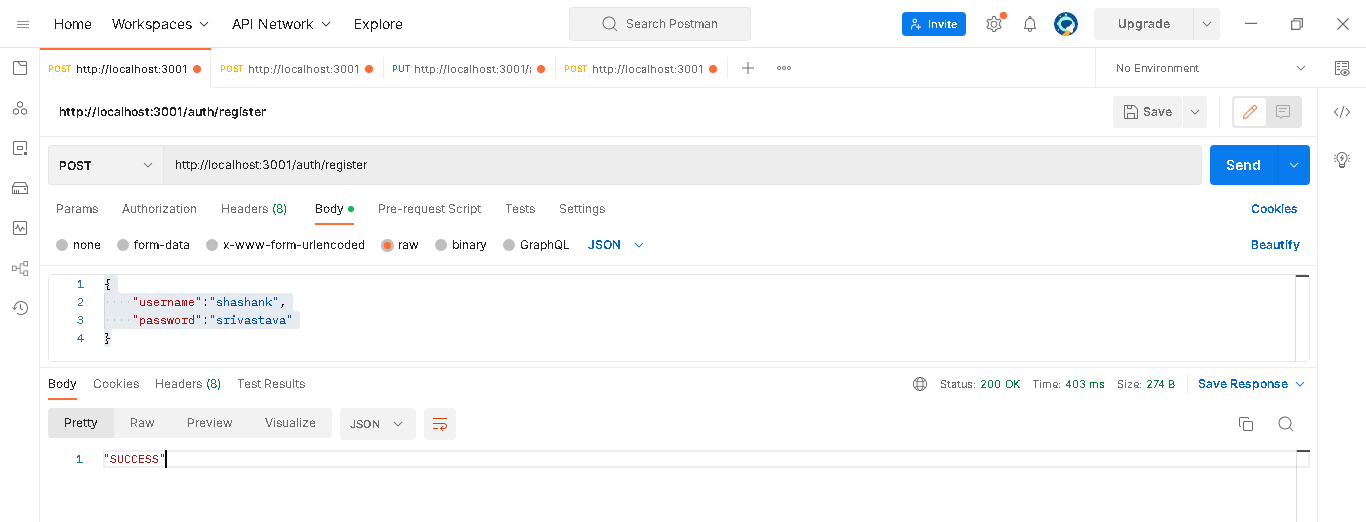 Home Workspaces API Network Explore Search Postman Invite Upgrade
POST http://localhost:3001 POST http://localhost:3001 PUT http://localhost:3001/a POST http://localhost:3001 No Environment
http://localhost:3001/auth/register Save
POST http://localhost:3001/auth/register Send
Params Authorization Headers (8) Body Pre-request Script Tests Settings Cookies
none form-data x-www-form-urlencoded raw binary GraphQL JSON Beautify
1 {
2 "username":"shashank",
3 "password":"srivastava"
4 }
Body Cookies Headers (8) Test Results Status: 200 OK Time: 403 ms Size: 274 B Save Response
Pretty Raw Preview Visualize JSON
1 "SUCCESS"